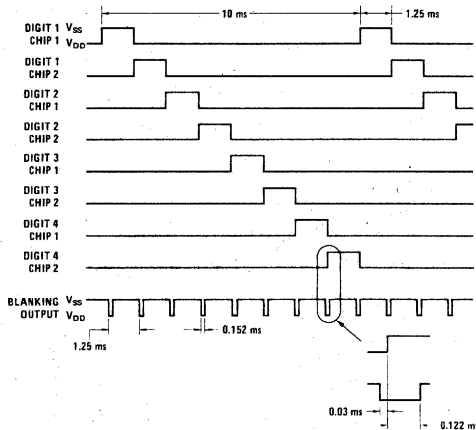 10 ms
1.25 ms
DIGIT 1 VSS
CHIP 1 VDD
DIGIT 1
CHIP 2
DIGIT 2
CHIP 1
DIGIT 2
CHIP 2
DIGIT 3
CHIP 1
DIGIT 3
CHIP 2
DIGIT 4
CHIP 1
DIGIT 4
CHIP 2
BLANKING VSS
OUTPUT VDD
1.25 ms
0.152 ms
0.03 ms
0.122 m